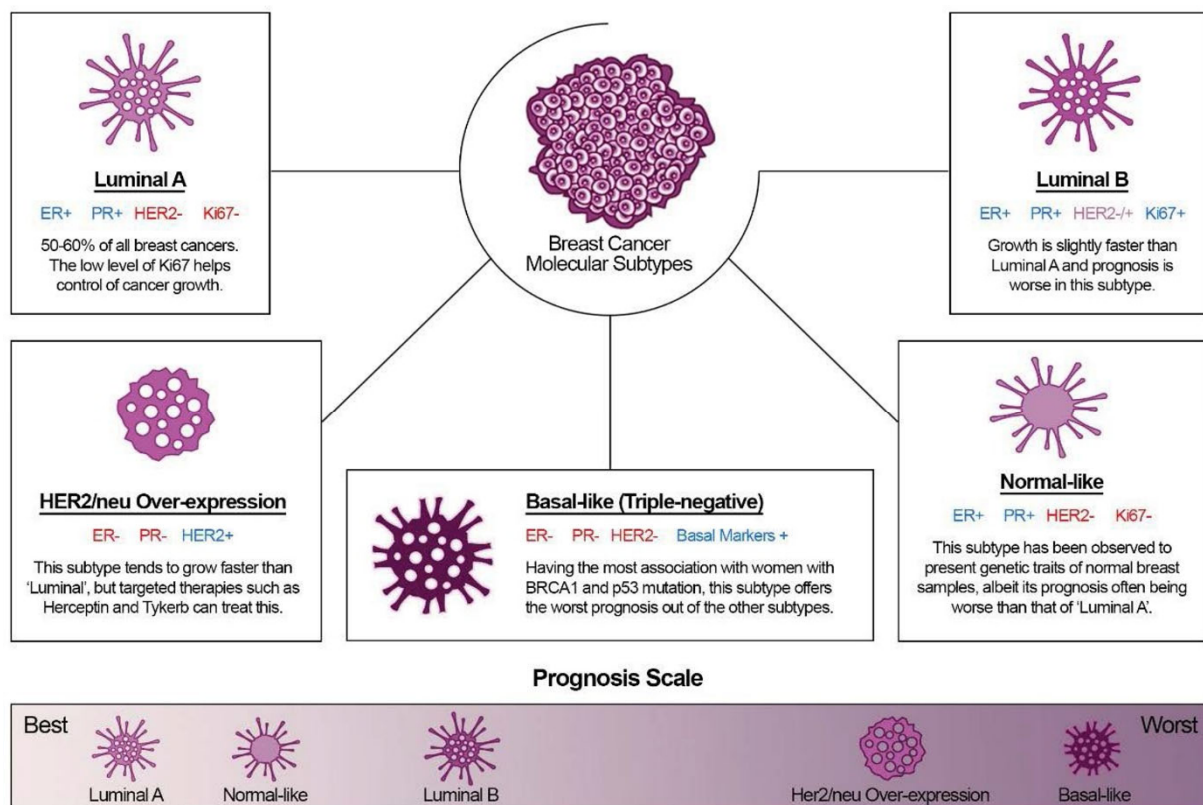 Luminal A
ER+ PR+ HER2- Ki67-
50-60% of all breast cancers.
The low level of Ki67 helps
control of cancer growth.
Breast Cancer
Molecular Subtypes
Luminal B
ER+ PR+ HER2-/+ Ki67+
Growth is slightly faster than
Luminal A and prognosis is
worse in this subtype.
HER2/neu Over-expression
ER- PR- HER2+
This subtype tends to grow faster than
‘Luminal’, but targeted therapies such as
Herceptin and Tykerb can treat this.
Basal-like (Triple-negative)
ER- PR- HER2- Basal Markers +
Having the most association with women with
BRCA1 and p53 mutation, this subtype offers
the worst prognosis out of the other subtypes.
Normal-like
ER+ PR+ HER2- Ki67-
This subtype has been observed to
present genetic traits of normal breast
samples, albeit its prognosis often being
worse than that of ‘Luminal A’.
Prognosis Scale
Best Worst
Luminal A Normal-like Luminal B Her2/neu Over-expression Basal-like